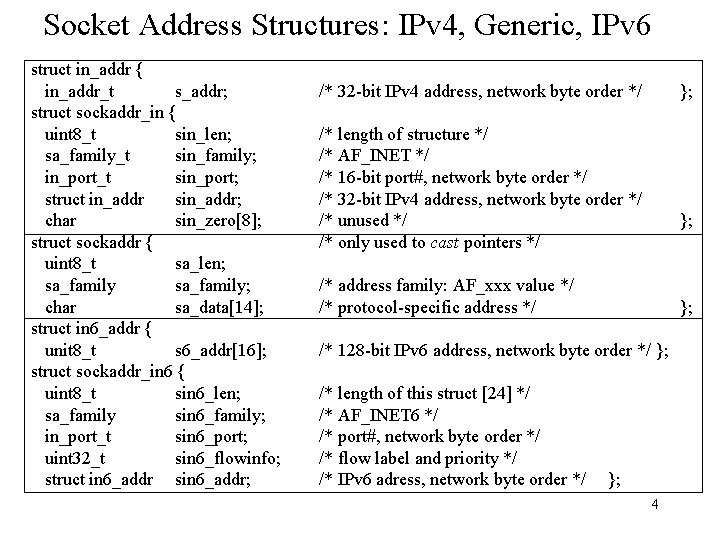 Socket Address Structures: IPv4, Generic, IPv6
struct in_addr {
in_addr_t s_addr; /* 32-bit IPv4 address, network byte order */ };
struct sockaddr_in {
uint8_t sin_len; /* length of structure */
sa_family_t sin_family; /* AF_INET */
in_port_t sin_port; /* 16-bit port#, network byte order */
struct in_addr sin_addr; /* 32-bit IPv4 address, network byte order */
char sin_zero[8]; /* unused */ };
struct sockaddr { /* only used to cast pointers */
uint8_t sa_len;
sa_family sa_family; /* address family: AF_xxx value */
char sa_data[14]; /* protocol-specific address */ };
struct in6_addr {
unit8_t s6_addr[16]; /* 128-bit IPv6 address, network byte order */ };
struct sockaddr_in6 {
uint8_t sin6_len; /* length of this struct [24] */
sa_family sin6_family; /* AF_INET6 */
in_port_t sin6_port; /* port#, network byte order */
uint32_t sin6_flowinfo; /* flow label and priority */
struct in6_addr sin6_addr; /* IPv6 adress, network byte order */ };
4